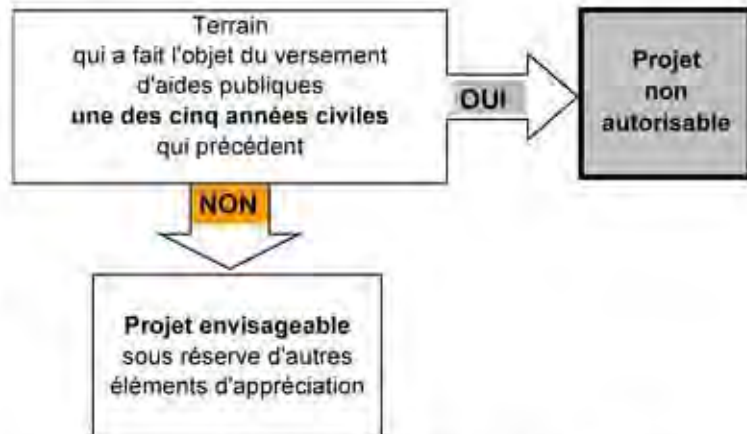 Terrain
qui a fait l'objet du versement
d'aides publiques
une des cinq années civiles
qui précédent
OUI
Projet
non
autorisable
NON
Projet envisageable
sous réserve d'autres
éléments d'appréciation